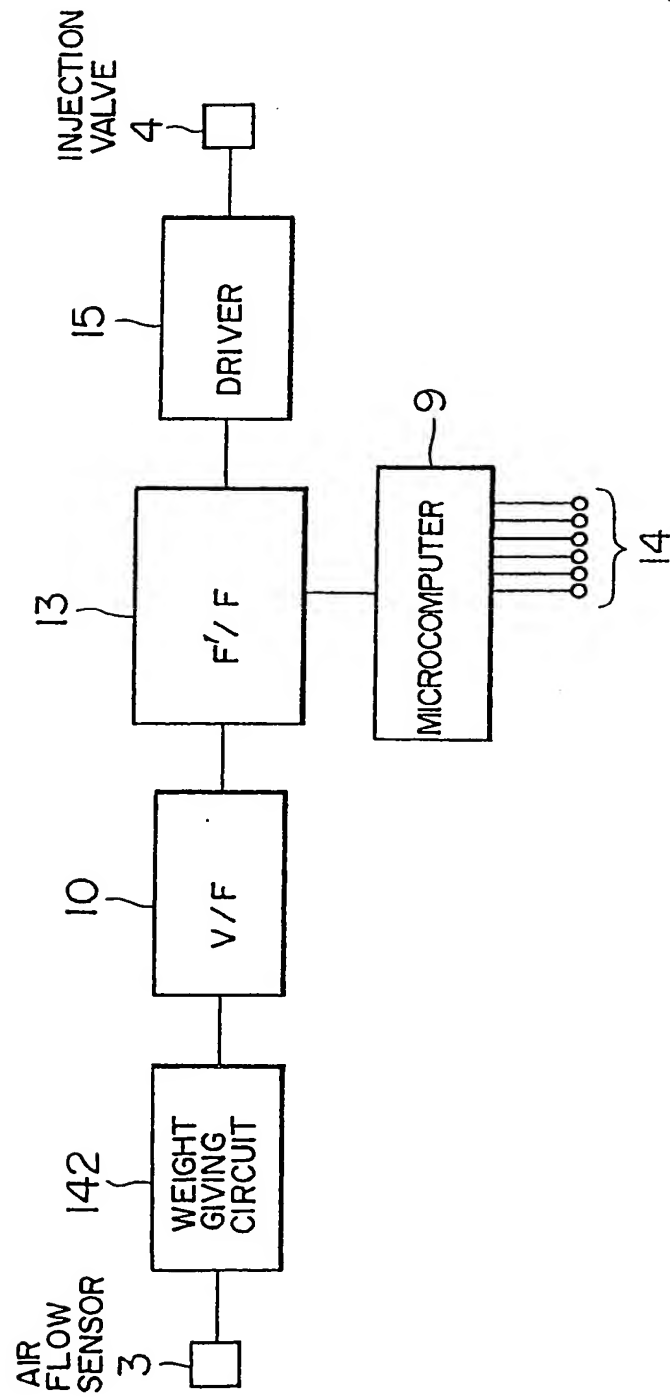 AIR
FLOW
SENSOR
3
142
WEIGHT
GIVING
CIRCUIT
10
V/F
13
F'/F
15
DRIVER
INJECTION
VALVE
4
9
MICROCOMPUTER
14